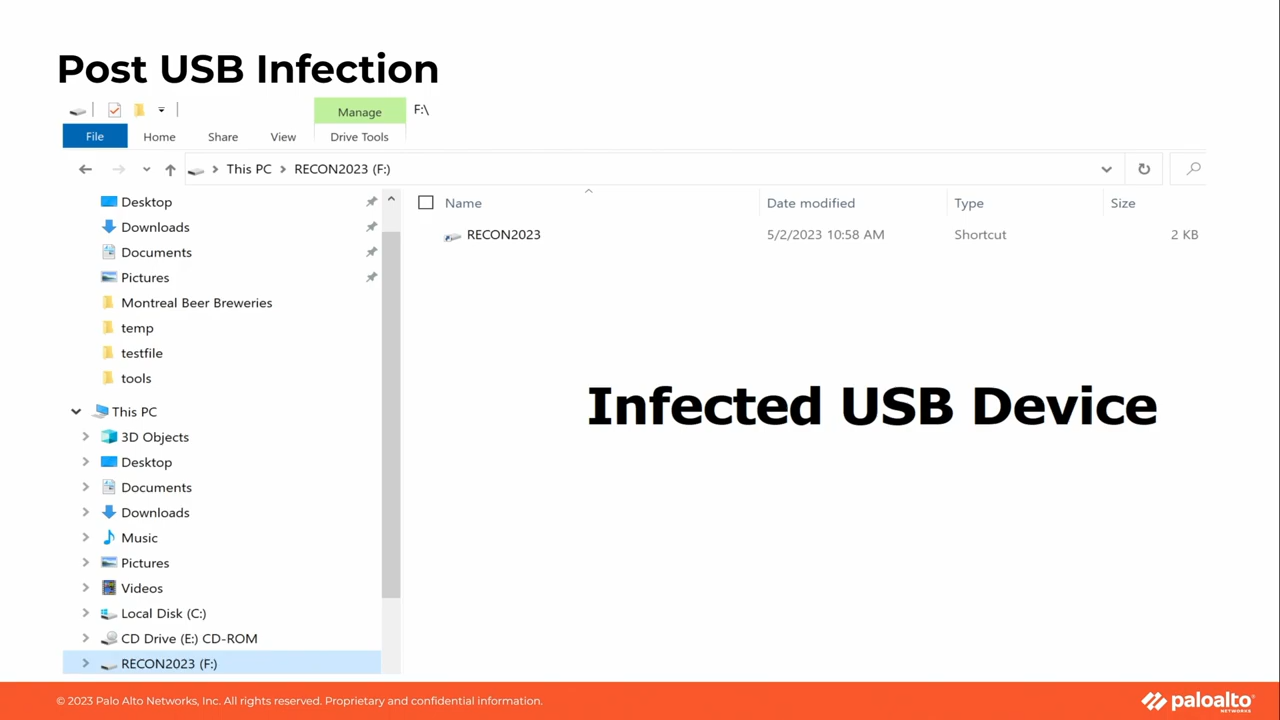 Post USB Infection
Manage F:\
File Home Share View Drive Tools
This PC RECON2023 (F:)
Name Date modified Type Size
RECON2023 5/2/2023 10:58 AM Shortcut 2 KB
Desktop
Downloads
Documents
Pictures
Montreal Beer Breweries
temp
testfile
tools
This PC
3D Objects
Desktop
Documents
Downloads
Music
Pictures
Videos
Local Disk (C:)
CD Drive (E:) CD-ROM
RECON2023 (F:)
Infected USB Device
© 2023 Palo Alto Networks, Inc. All rights reserved. Proprietary and confidential information.
paloalto
NETWORKS